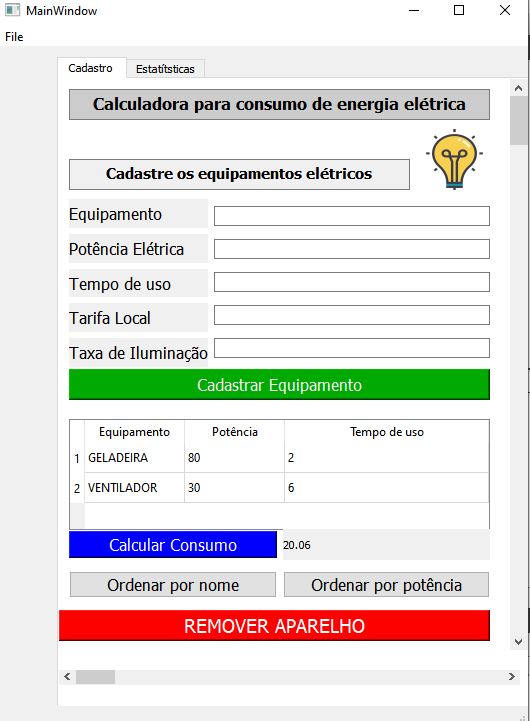 MainWindow
File
Cadastro Estatítsticas
Calculadora para consumo de energia elétrica
Cadastre os equipamentos elétricos
Equipamento
Potência Elétrica
Tempo de uso
Tarifa Local
Taxa de Iluminação
Cadastrar Equipamento
Equipamento Potência Tempo de uso
1 GELADEIRA 80 2
2 VENTILADOR 30 6
Calcular Consumo 20.06
Ordenar por nome Ordenar por potência
REMOVER APARELHO